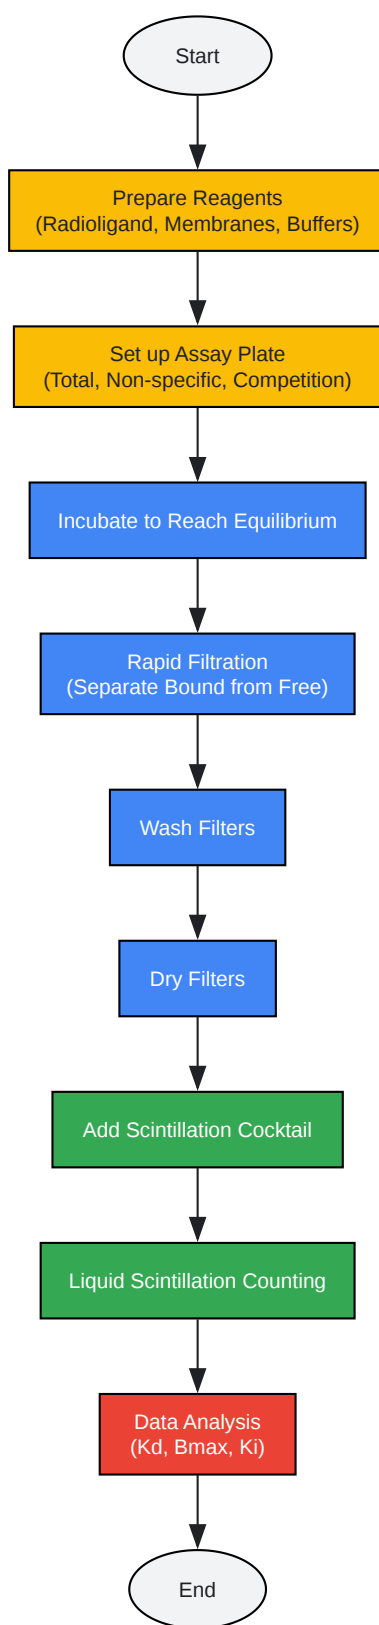 Start
Prepare Reagents
(Radioligand, Membranes, Buffers)
Set up Assay Plate
(Total, Non-specific, Competition)
Incubate to Reach Equilibrium
Rapid Filtration
(Separate Bound from Free)
Wash Filters
Dry Filters
Add Scintillation Cocktail
Liquid Scintillation Counting
Data Analysis
(Kd, Bmax, Ki)
End